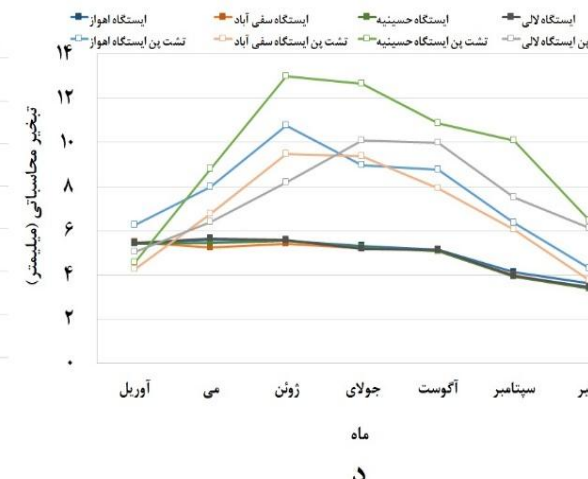 ایستگاه اهواز ایستگاه سفی آباد ایستگاه حسینیه ایستگاه لالی
تشت پن ایستگاه اهواز تشت پن ایستگاه سفی آباد تشت پن ایستگاه حسینیه پن ایستگاه لالی
تبخیر محاسباتی (میلیمتر)
۱۴
۱۲
۱۰
۸
۶
۴
۲
۰
آوریل می ژوئن جولای آگوست سپتامبر
ماه
د